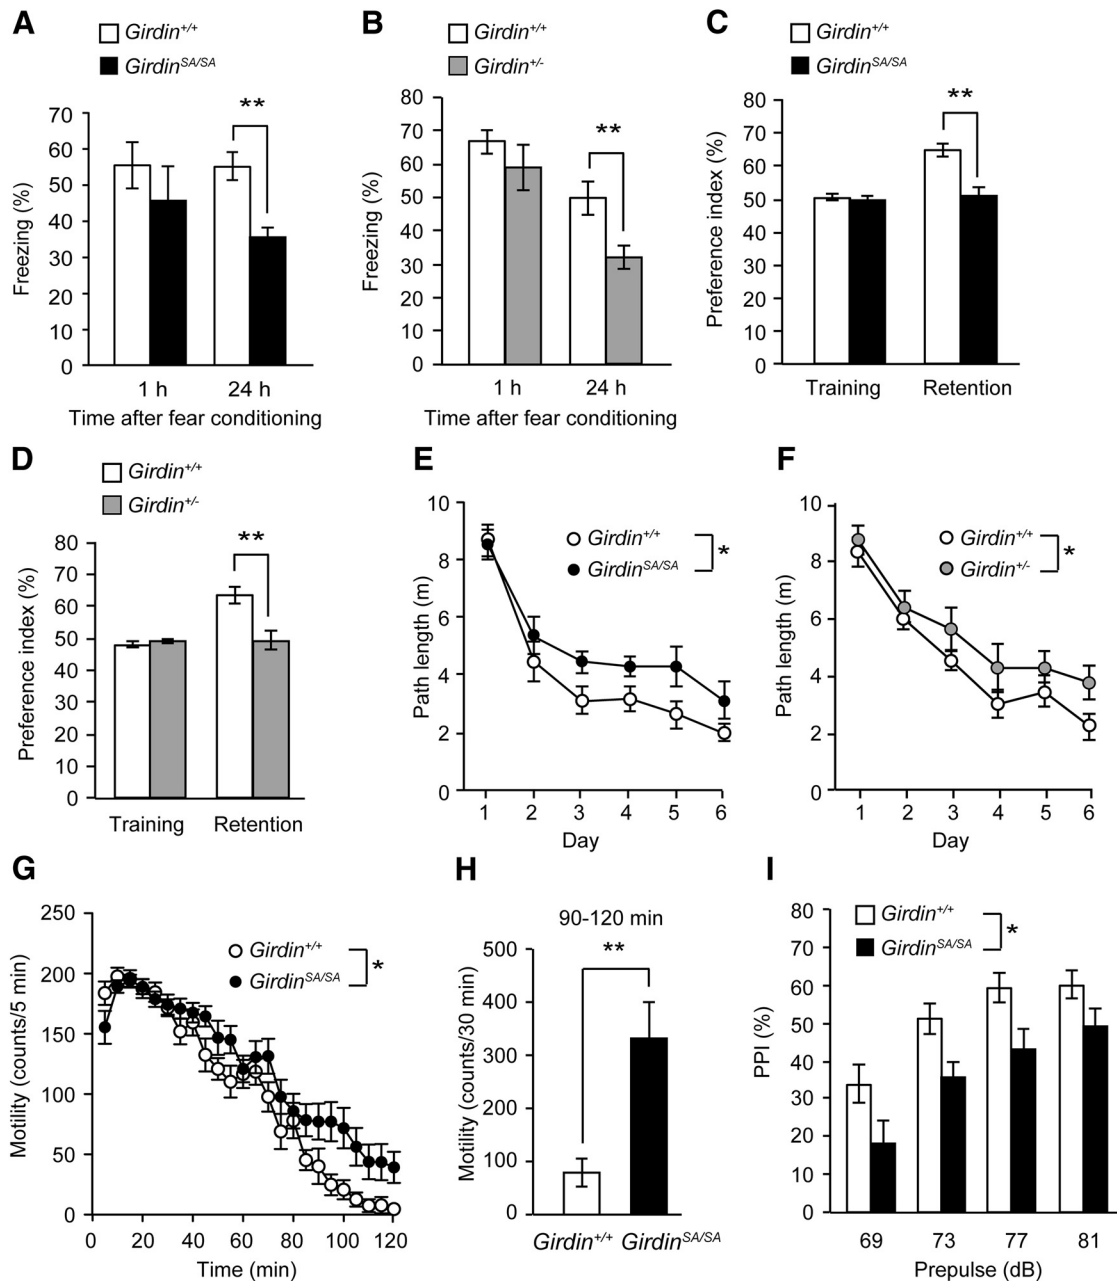 A
Girdin+/+
GirdinSA/SA
**
70
60
50
40
30
20
10
0
Freezing (%)
1 h
24 h
Time after fear conditioning
B
Girdin+/+
Girdin+/-
**
80
70
60
50
40
30
20
10
0
Freezing (%)
1 h
24 h
Time after fear conditioning
C
Girdin+/+
GirdinSA/SA
**
80
70
60
50
40
30
20
10
0
Preference index (%)
Training
Retention
D
Girdin+/+
Girdin+/-
**
80
70
60
50
40
30
20
10
0
Preference index (%)
Training
Retention
E
Girdin+/+
GirdinSA/SA
*
10
8
6
4
2
0
Path length (m)
1 2 3 4 5 6
Day
F
Girdin+/+
Girdin+/-
*
10
8
6
4
2
0
Path length (m)
1 2 3 4 5 6
Day
G
Girdin+/+
GirdinSA/SA
*
250
200
150
100
50
0
Motility (counts/5 min)
0 20 40 60 80 100 120
Time (min)
H
90-120 min
**
500
400
300
200
100
0
Motility (counts/30 min)
Girdin+/+ GirdinSA/SA
I
Girdin+/+
GirdinSA/SA
*
80
70
60
50
40
30
20
10
0
PPI (%)
69 73 77 81
Prepulse (dB)